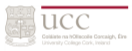 UCC
Coláiste na hOllscoile Corcaigh, Éire
University College Cork, Ireland